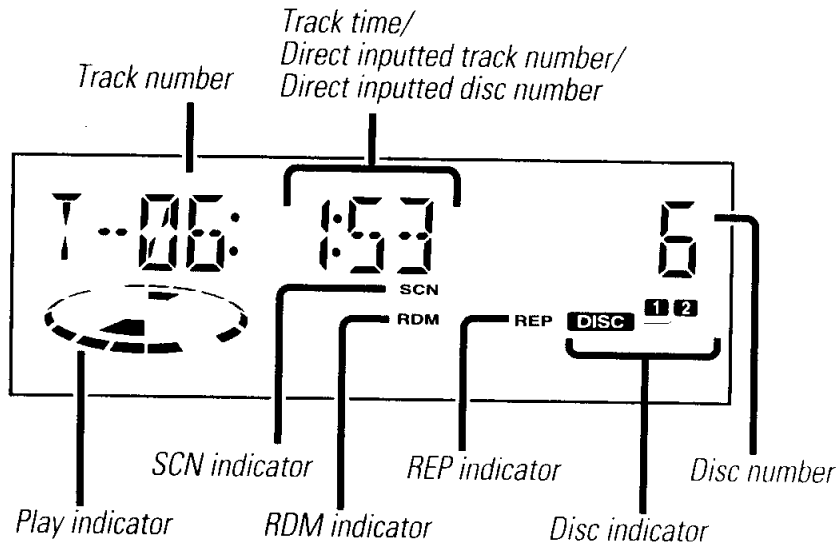 Track time/
Direct inputted track number/
Direct inputted disc number
Track number
T--06: 1:53 6
SCN
1 2
RDM REP DISC
SCN indicator REP indicator Disc number
Play indicator RDM indicator Disc indicator